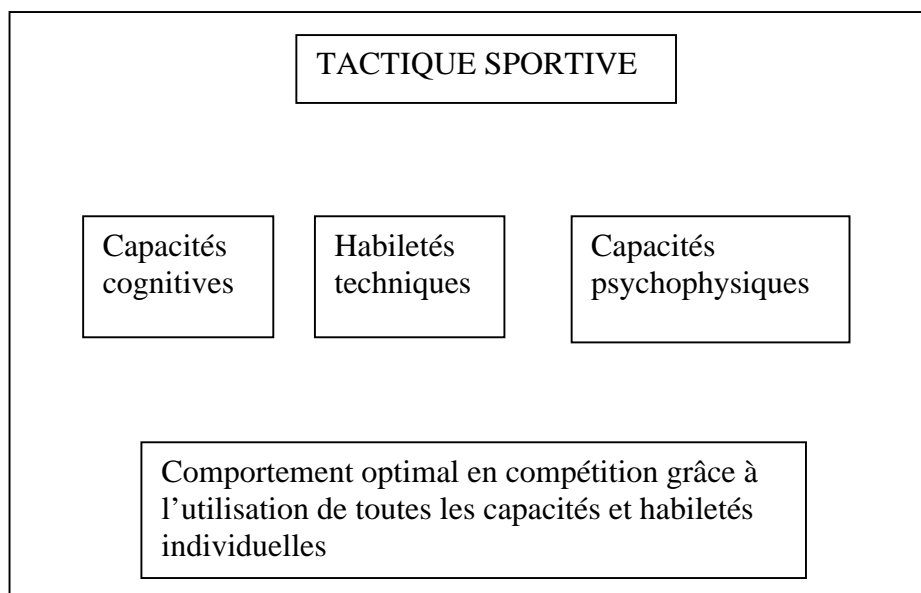 TACTIQUE SPORTIVE
Capacités
cognitives
Habiletés
techniques
Capacités
psychophysiques
Comportement optimal en compétition grâce à
l’utilisation de toutes les capacités et habiletés
individuelles